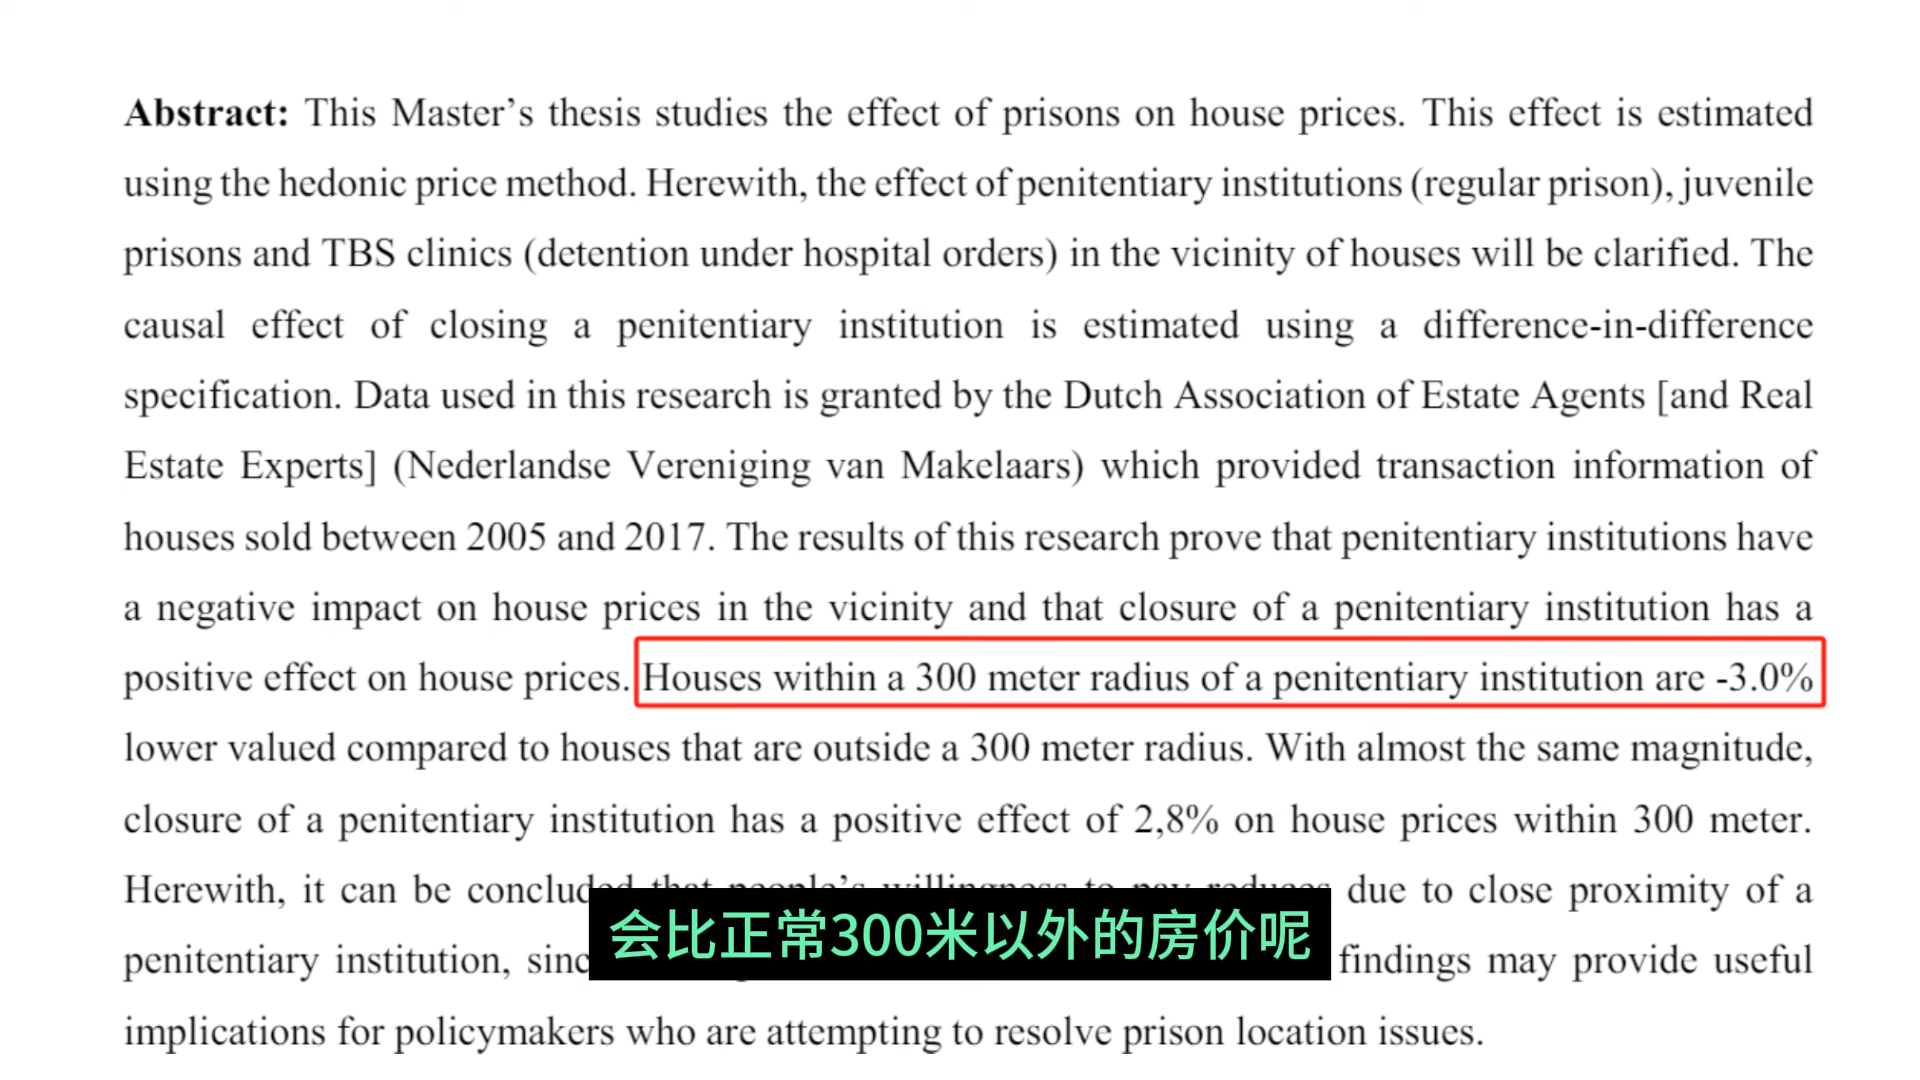 Abstract: This Master's thesis studies the effect of prisons on house prices. This effect is estimated
using the hedonic price method. Herewith, the effect of penitentiary institutions (regular prison), juvenile
prisons and TBS clinics (detention under hospital orders) in the vicinity of houses will be clarified. The
causal effect of closing a penitentiary institution is estimated using a difference-in-difference
specification. Data used in this research is granted by the Dutch Association of Estate Agents [and Real
Estate Experts] (Nederlandse Vereniging van Makelaars) which provided transaction information of
houses sold between 2005 and 2017. The results of this research prove that penitentiary institutions have
a negative impact on house prices in the vicinity and that closure of a penitentiary institution has a
positive effect on house prices. Houses within a 300 meter radius of a penitentiary institution are -3.0%
lower valued compared to houses that are outside a 300 meter radius. With almost the same magnitude,
closure of a penitentiary institution has a positive effect of 2,8% on house prices within 300 meter.
Herewith, it can be concluded that people's willingness to pay reduces due to close proximity of a
penitentiary institution, findings may provide useful
会比正常300米以外的房价呢
implications for policymakers who are attempting to resolve prison location issues.